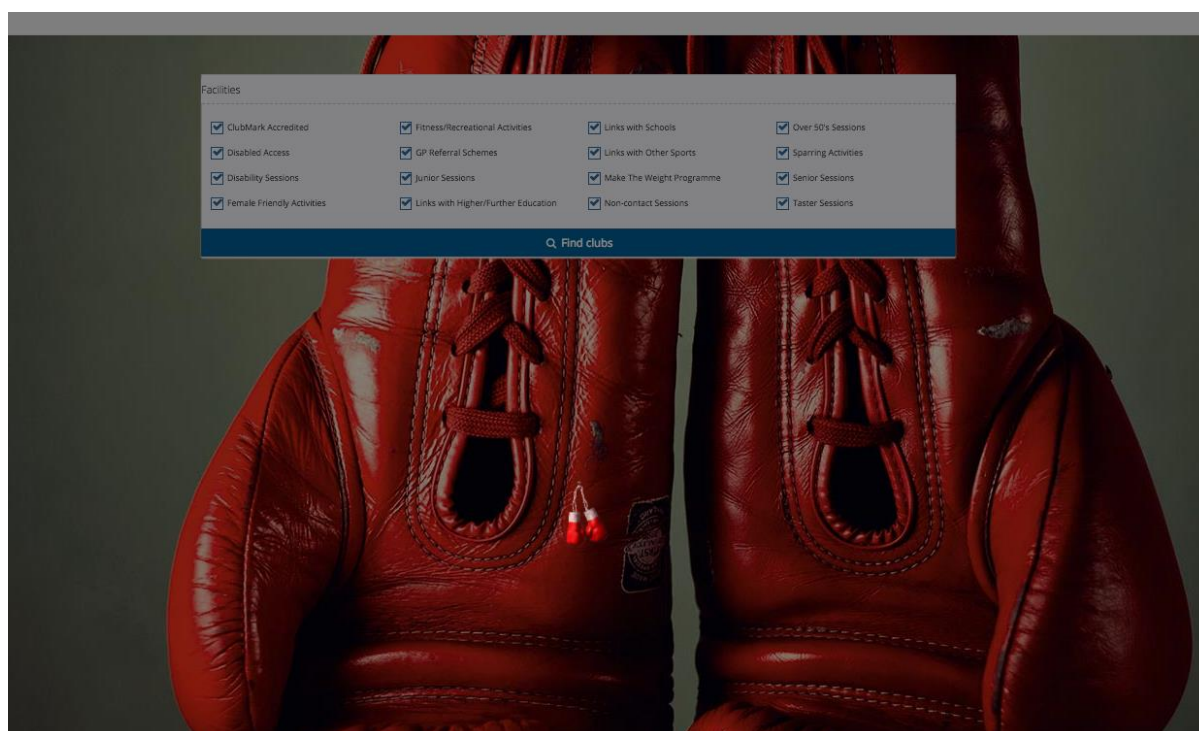 Facilities
ClubMark Accredited
Fitness/Recreational Activities
Links with Schools
Over 50's Sessions
Disabled Access
GP Referral Schemes
Links with Other Sports
Sparring Activities
Disability Sessions
Junior Sessions
Make The Weight Programme
Senior Sessions
Female Friendly Activities
Links with Higher/Further Education
Non-contact Sessions
Taster Sessions
Find clubs